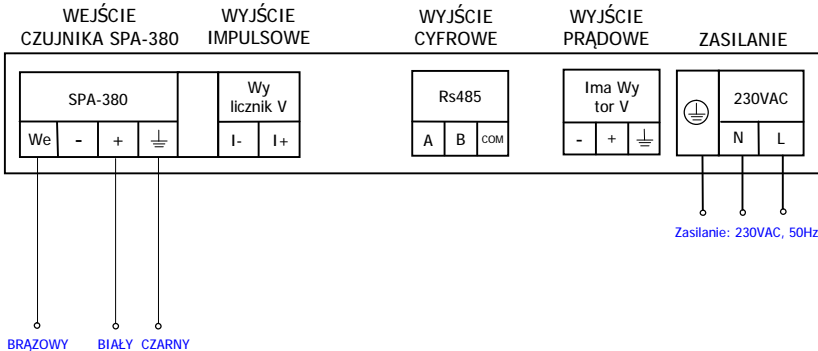 WEJŚCIE
CZUJNIKA SPA-380
WYJŚCIE
IMPULSOWE
WYJŚCIE
CYFROWE
WYJŚCIE
PRĄDOWE
ZASILANIE
SPA-380
We - +
Wy
licznik V
I- I+
Rs485
A B COM
Ima Wy
tor V
- +
230VAC
N L
Zasilanie: 230VAC, 50Hz
BRĄZOWY BIAŁY CZARNY